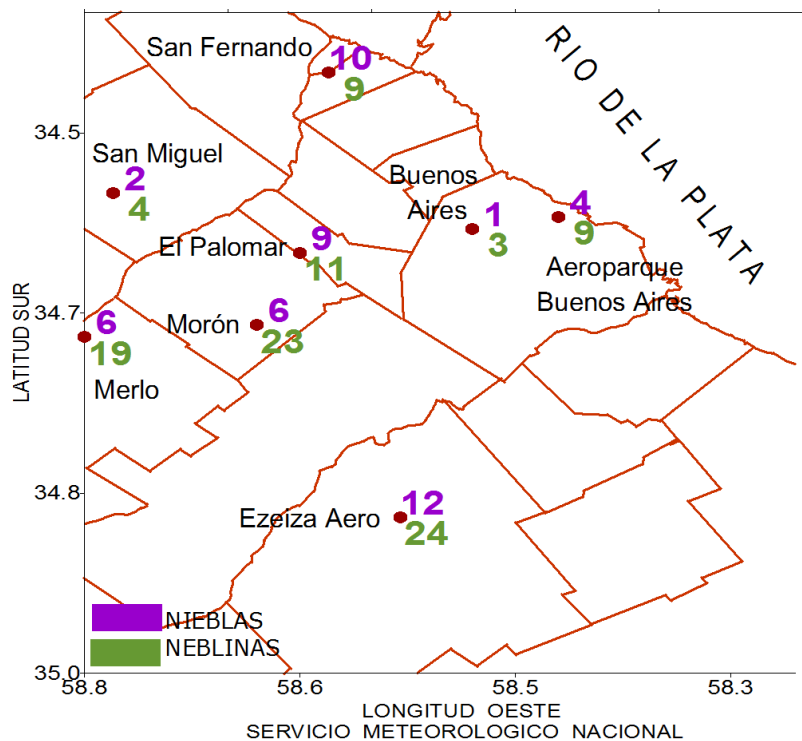 San Fernando
10
9
RIO DE LA PLATA
34.5
San Miguel
2
4
Buenos
Aires
1
3
4
9
Aeroparque
Buenos Aires
El Palomar
9
11
34.7
Morón
6
23
6
19
Merlo
LATITUD SUR
34.8
Ezeiza Aero
12
24
NIEBLAS
NEBLINAS
35.0
58.8
58.6
58.5
58.3
LONGITUD OESTE
SERVICIO METEOROLOGICO NACIONAL